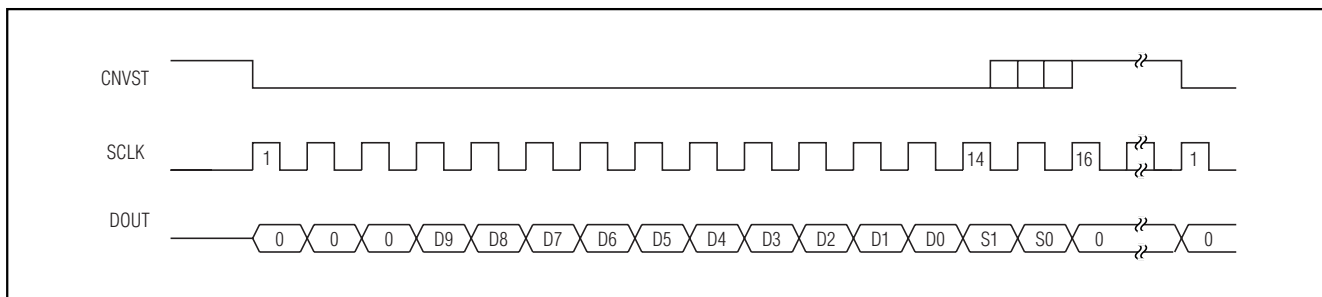 CNVST
SCLK 1 14 16 1
DOUT 0 0 0 D9 D8 D7 D6 D5 D4 D3 D2 D1 D0 S1 S0 0 0